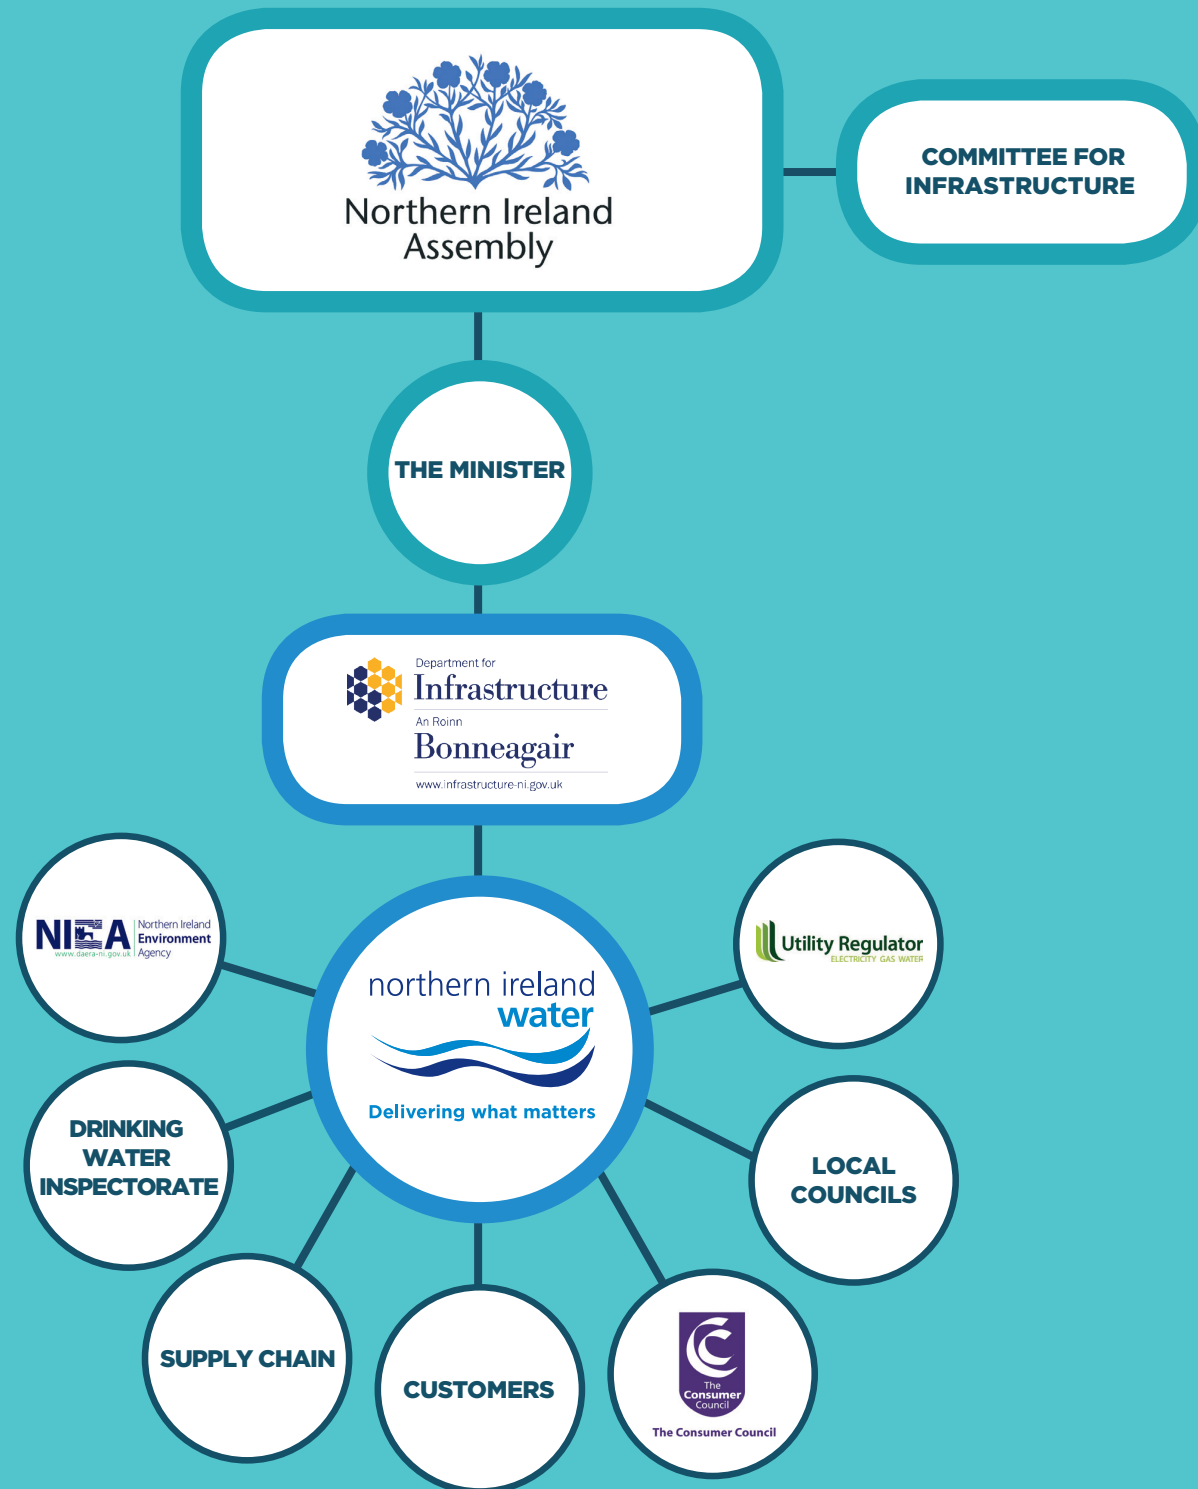 Northern Ireland
Assembly
COMMITTEE FOR
INFRASTRUCTURE
THE MINISTER
Department for
Infrastructure
An Roinn
Bonneagair
www.infrastructure-ni.gov.uk
NIEA
www.daera-ni.gov.uk
Northern Ireland
Environment
Agency
Utility Regulator
ELECTRICITY GAS WATER
northern ireland
water
Delivering what matters
DRINKING
WATER
INSPECTORATE
LOCAL
COUNCILS
SUPPLY CHAIN
CUSTOMERS
The
Consumer
Council
The Consumer Council